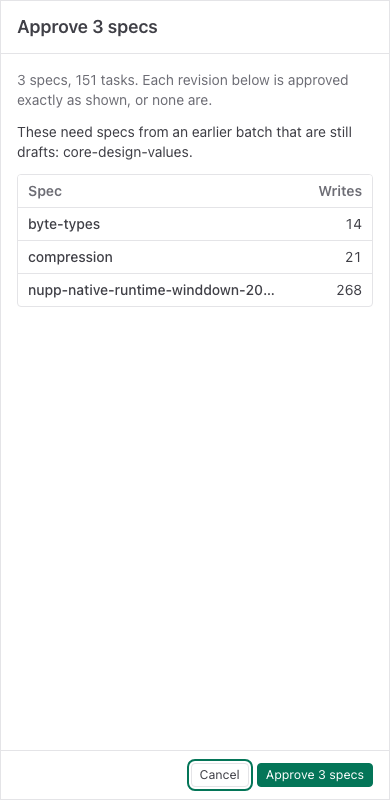 Approve 3 specs
3 specs, 151 tasks. Each revision below is approved
exactly as shown, or none are.
These need specs from an earlier batch that are still
drafts: core-design-values.
Spec Writes
byte-types 14
compression 21
nupp-native-runtime-winddown-20... 268
Cancel Approve 3 specs